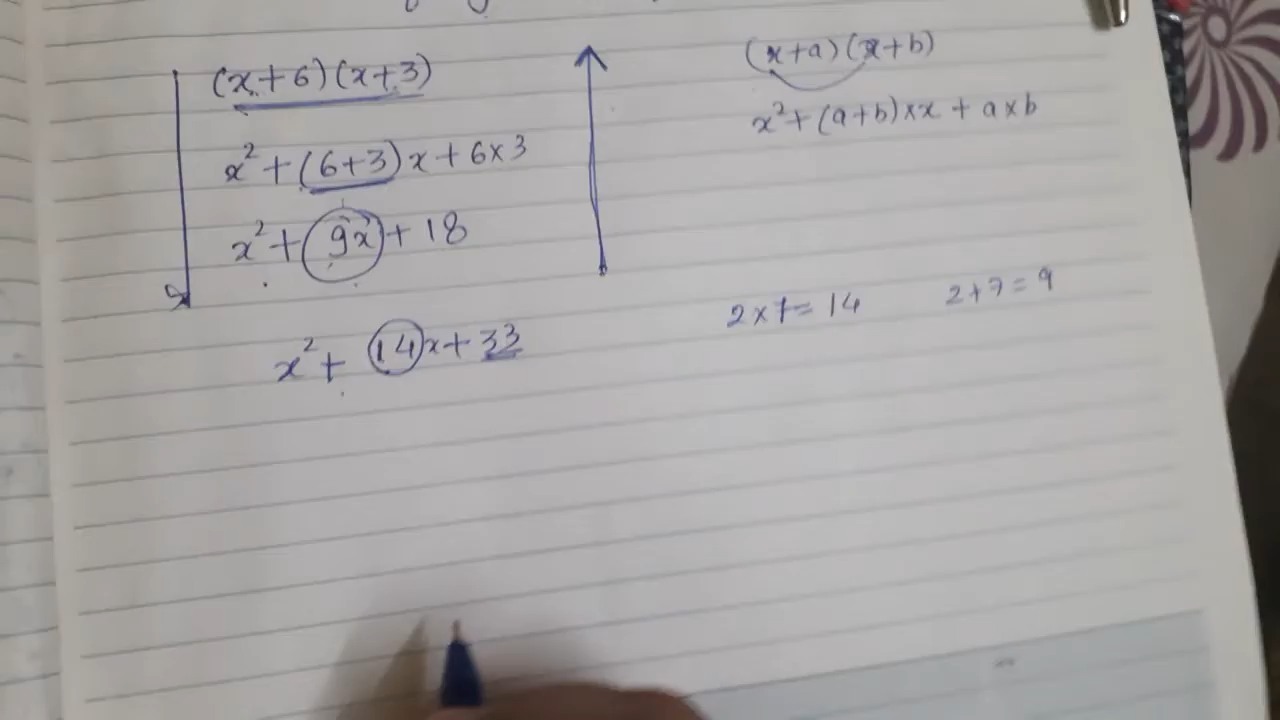 (x+6)(x+3)
x²+(6+3)x+6×3
x²+9x+18
x²+14x+33
(x+a)(x+b)
x²+(a+b)×x+a×b
2×7=14
2+7=9